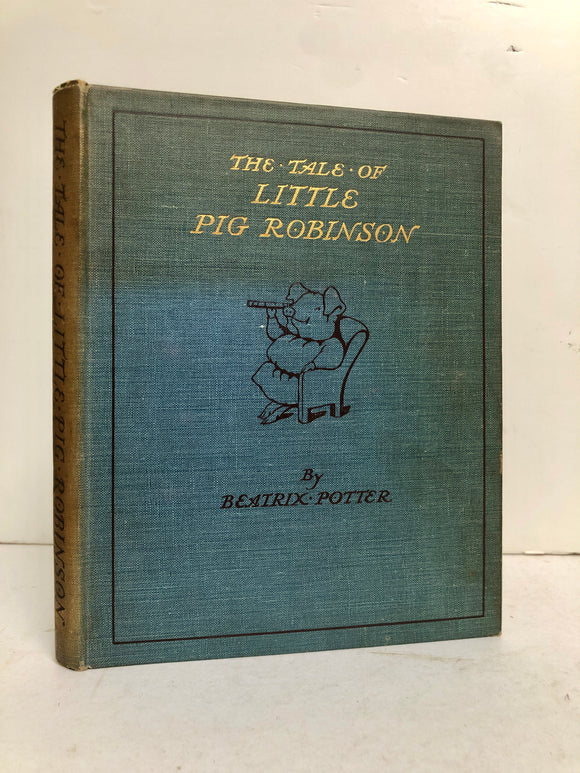 THE · TALE · OF · LITTLE · PIG · ROBINSON
THE · TALE · OF
LITTLE
PIG ROBINSON
By
BEATRIX · POTTER